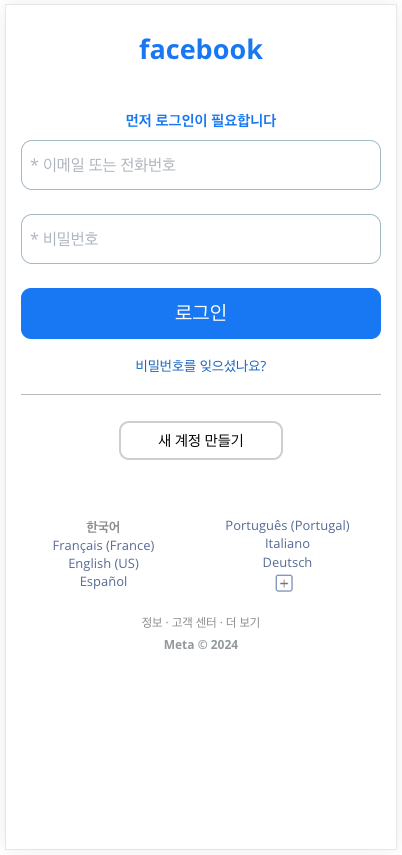 facebook
먼저 로그인이 필요합니다
* 이메일 또는 전화번호
* 비밀번호
로그인
비밀번호를 잊으셨나요?
새 계정 만들기
한국어
Français (France)
English (US)
Español
Português (Portugal)
Italiano
Deutsch
정보 · 고객 센터 · 더 보기
Meta © 2024